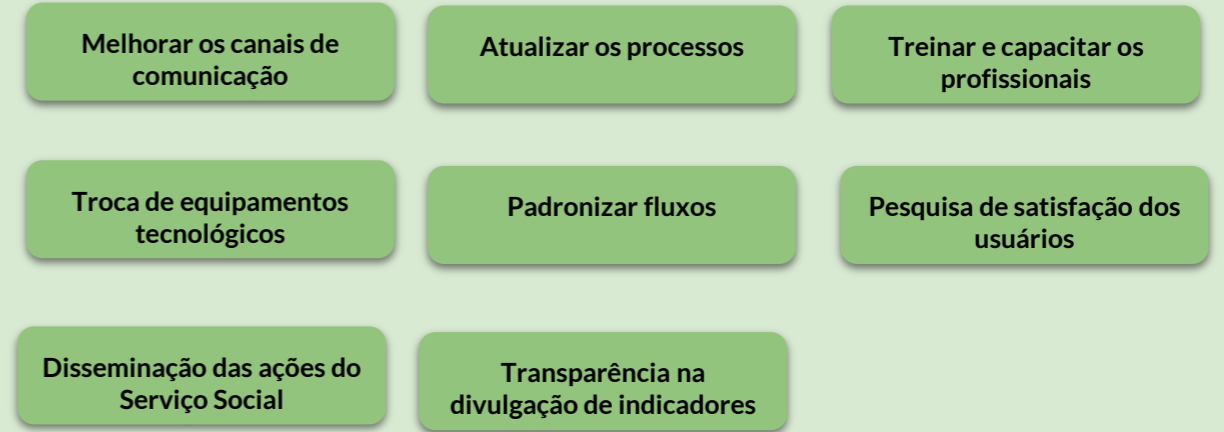 Melhorar os canais de
comunicação
Atualizar os processos
Treinar e capacitar os
profissionais
Troca de equipamentos
tecnológicos
Padronizar fluxos
Pesquisa de satisfação dos
usuários
Disseminação das ações do
Serviço Social
Transparência na
divulgação de indicadores